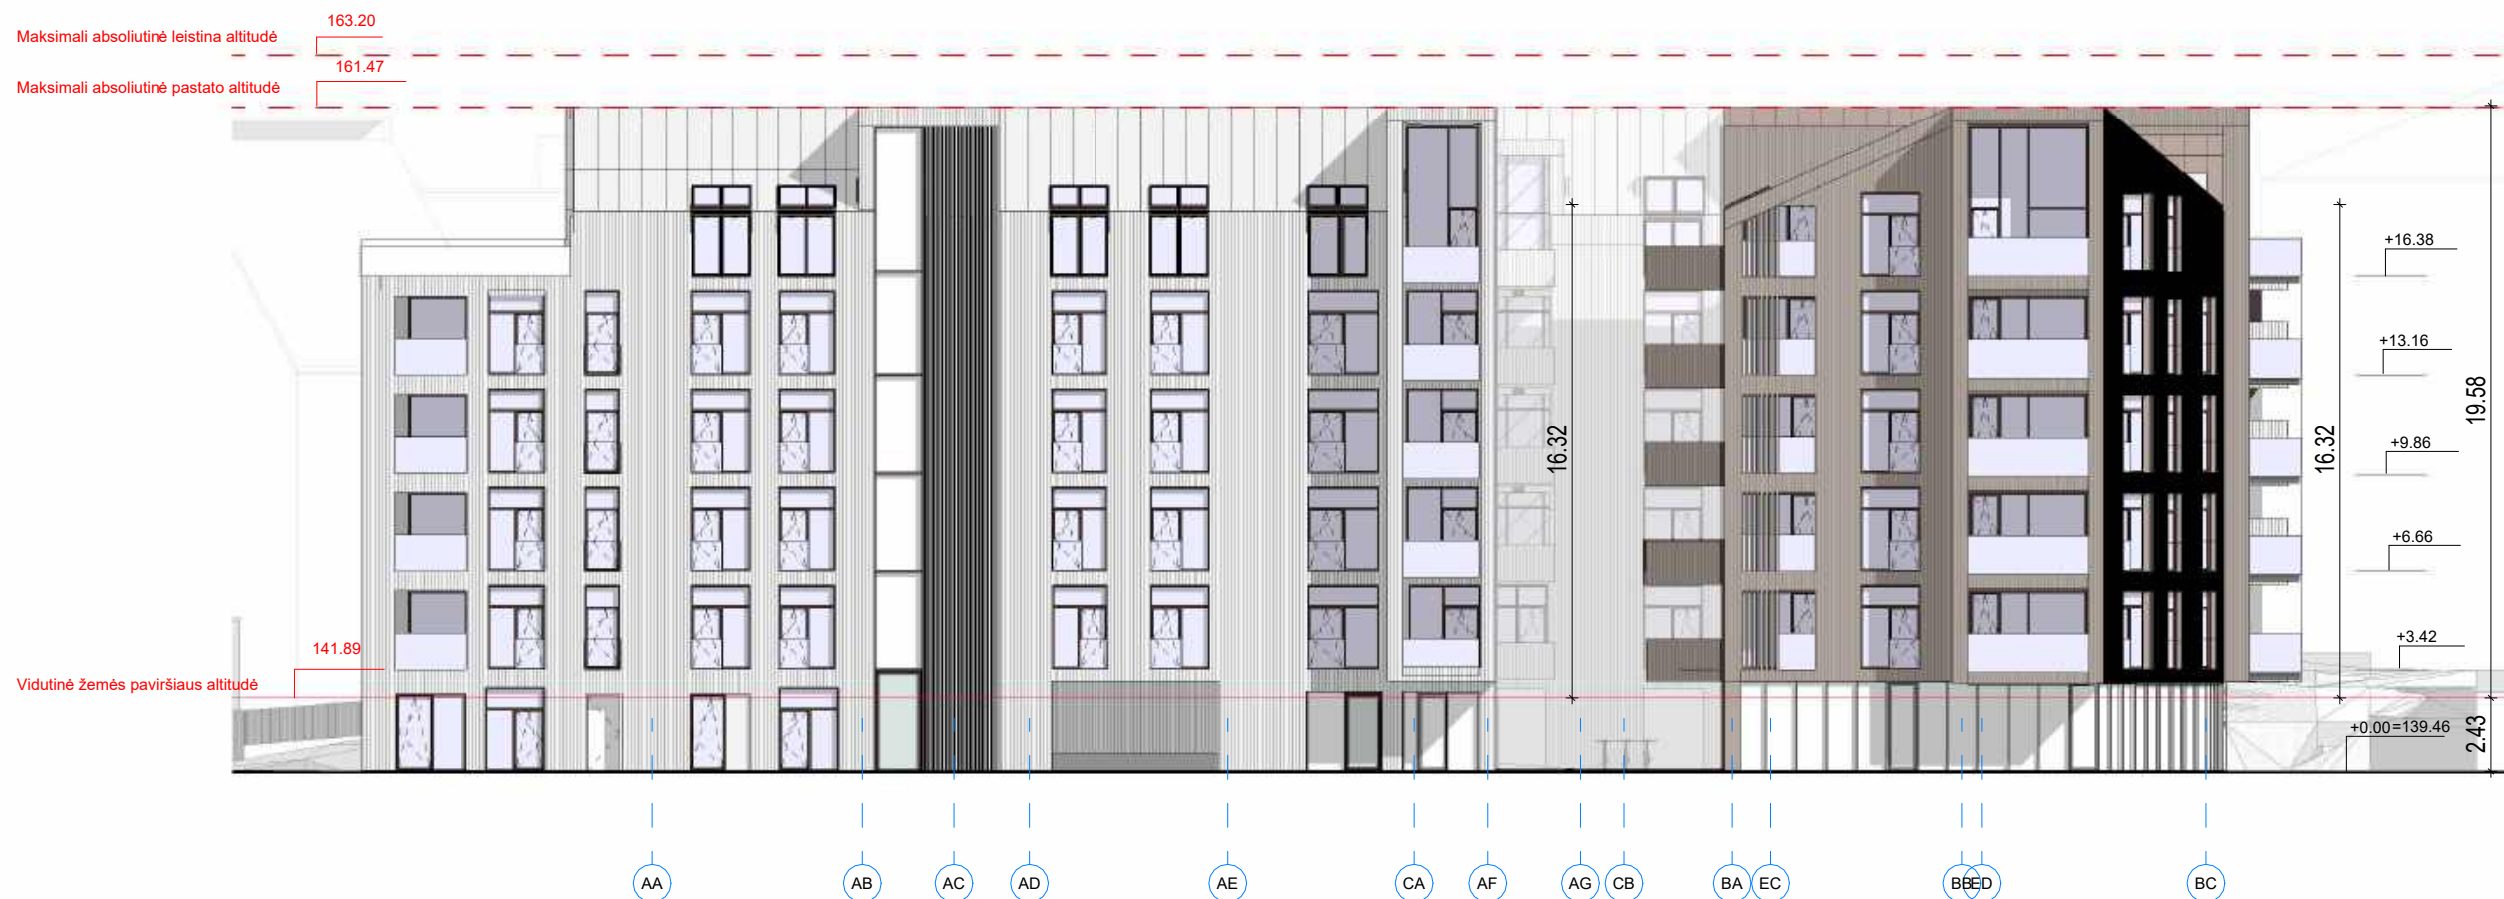 163.20
Maksimali absoliutinė leistina altitudė
161.47
Maksimali absoliutinė pastato altitudė
+16.38
+13.16
19.58
16.32
16.32
+9.86
+6.66
+3.42
141.89
Vidutinė žemės paviršiaus altitudė
+0.00=139.46
2.43
AA
AB
AC
AD
AE
CA
AF
AG
CB
BA
EC
BB
ED
BC